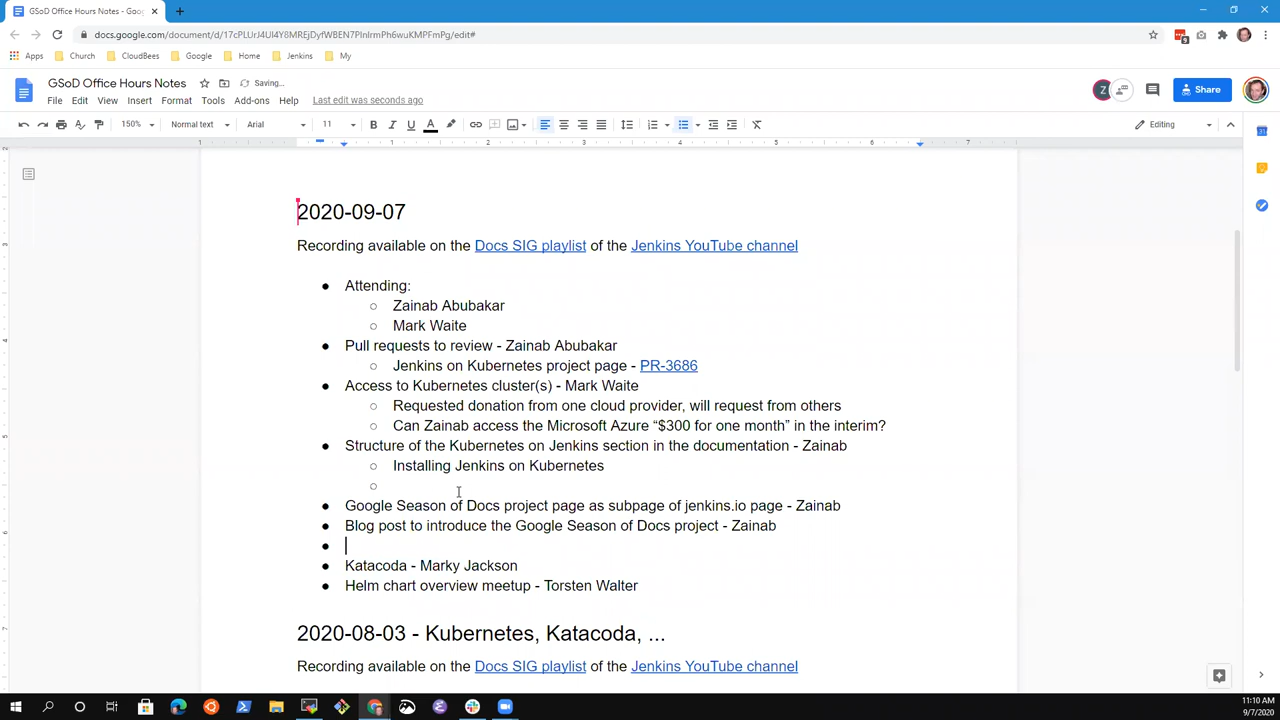 GSoD Office Hours Notes - Goo
docs.google.com/document/d/17cPLUrJ4Ul4Y8MREjDyfWBEN7PInIrmPh6wuKMPFmPg/edit#
Apps Church CloudBees Google Home Jenkins My
GSoD Office Hours Notes Saving...
Z Share
File Edit View Insert Format Tools Add-ons Help Last edit was seconds ago
150% Normal text Arial 11 B I U A Editing
1 1 2 3 4 5 6 7
2020-09-07
Recording available on the Docs SIG playlist of the Jenkins YouTube channel
Attending:
Zainab Abubakar
Mark Waite
Pull requests to review - Zainab Abubakar
Jenkins on Kubernetes project page - PR-3686
Access to Kubernetes cluster(s) - Mark Waite
Requested donation from one cloud provider, will request from others
Can Zainab access the Microsoft Azure “$300 for one month” in the interim?
Structure of the Kubernetes on Jenkins section in the documentation - Zainab
Installing Jenkins on Kubernetes
Google Season of Docs project page as subpage of jenkins.io page - Zainab
Blog post to introduce the Google Season of Docs project - Zainab
Katacoda - Marky Jackson
Helm chart overview meetup - Torsten Walter
2020-08-03 - Kubernetes, Katacoda, ...
Recording available on the Docs SIG playlist of the Jenkins YouTube channel
11:10 AM
9/7/2020